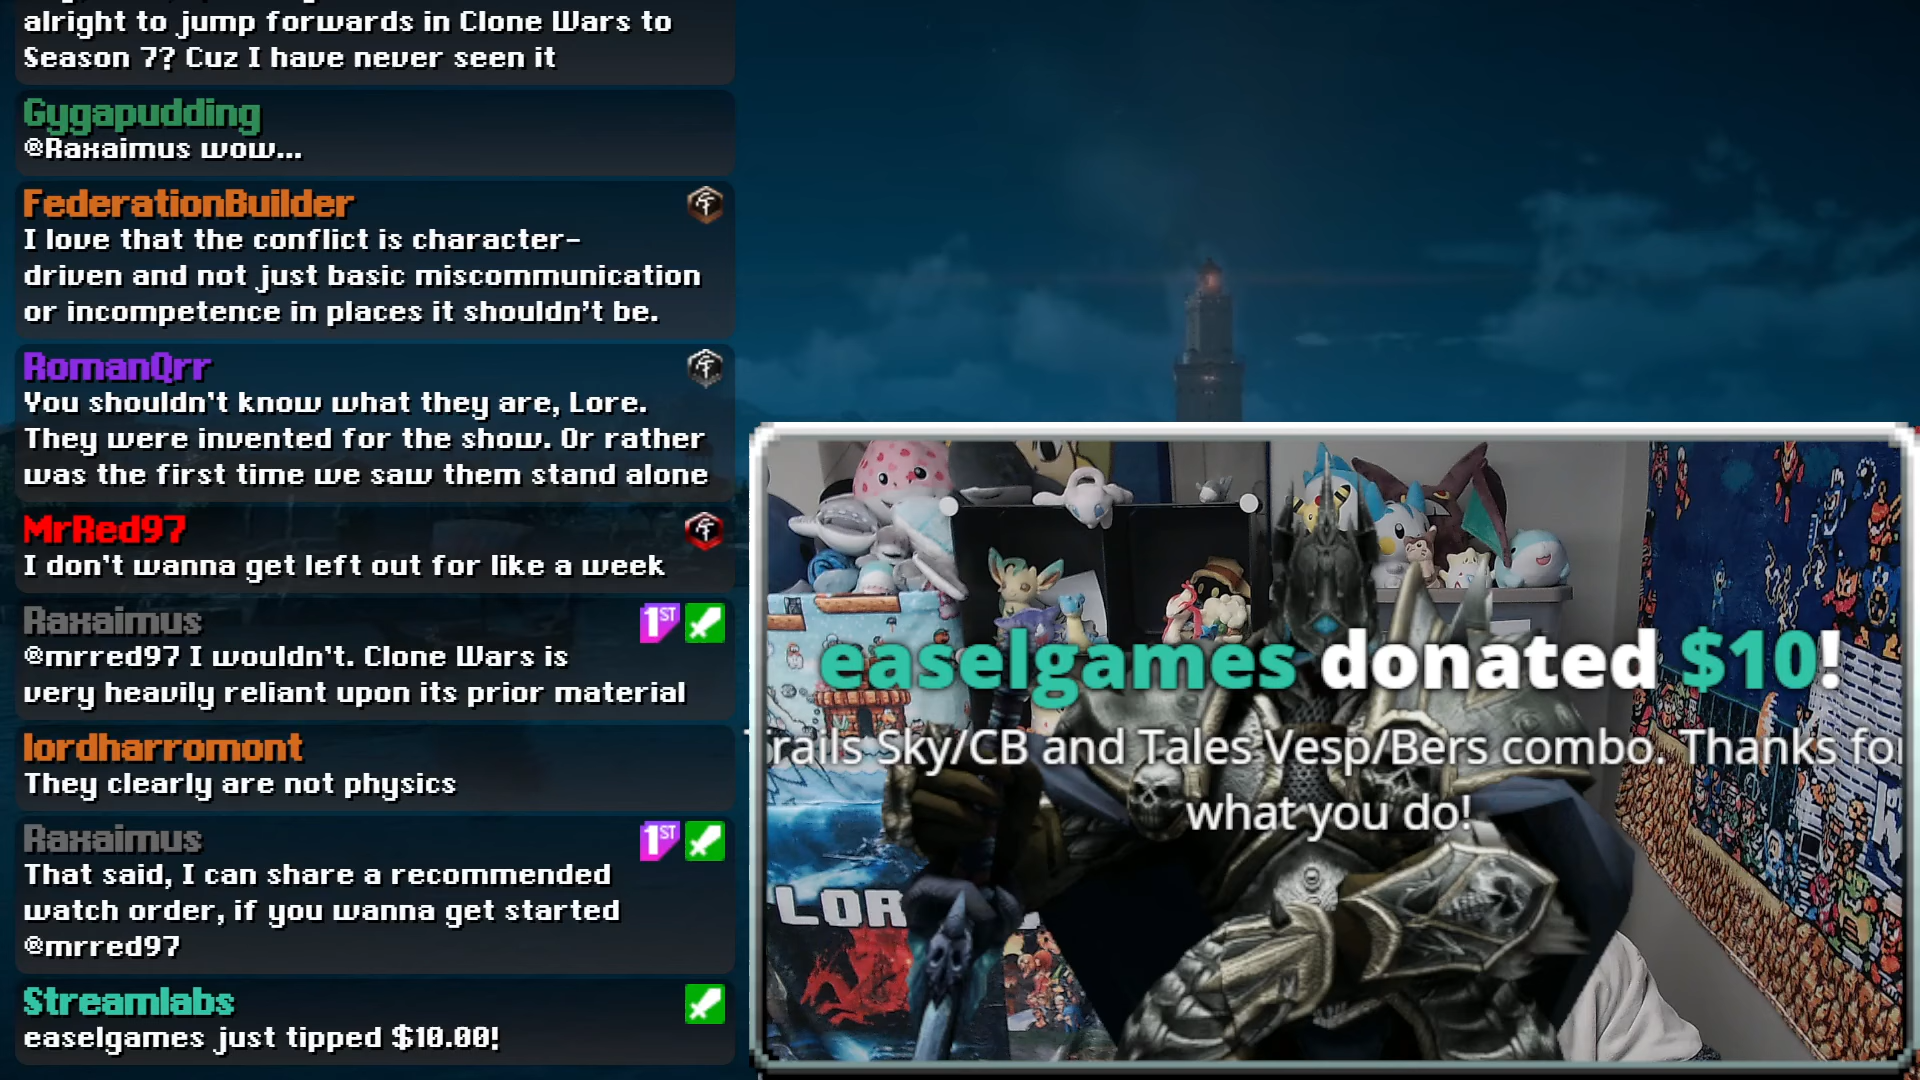 alright to jump forwards in Clone Wars to
Season 7? Cuz I have never seen it
Gygapudding
@Raxaimus wow...
FederationBuilder
I love that the conflict is character-
driven and not just basic miscommunication
or incompetence in places it shouldn't be.
RomanQrr
You shouldn't know what they are, Lore.
They were invented for the show. Or rather
was the first time we saw them stand alone
MrRed97
I don't wanna get left out for like a week
Raxaimus 1ST
@mrred97 I wouldn't. Clone Wars is
very heavily reliant upon its prior material
lordharromont
They clearly are not physics
Raxaimus 1ST
That said, I can share a recommended
watch order, if you wanna get started
@mrred97
Streamlabs
easelgames just tipped $10.00!
easelgames donated $10!
Trails Sky/CB and Tales Vesp/Bers combo. Thanks for
what you do!
LOR